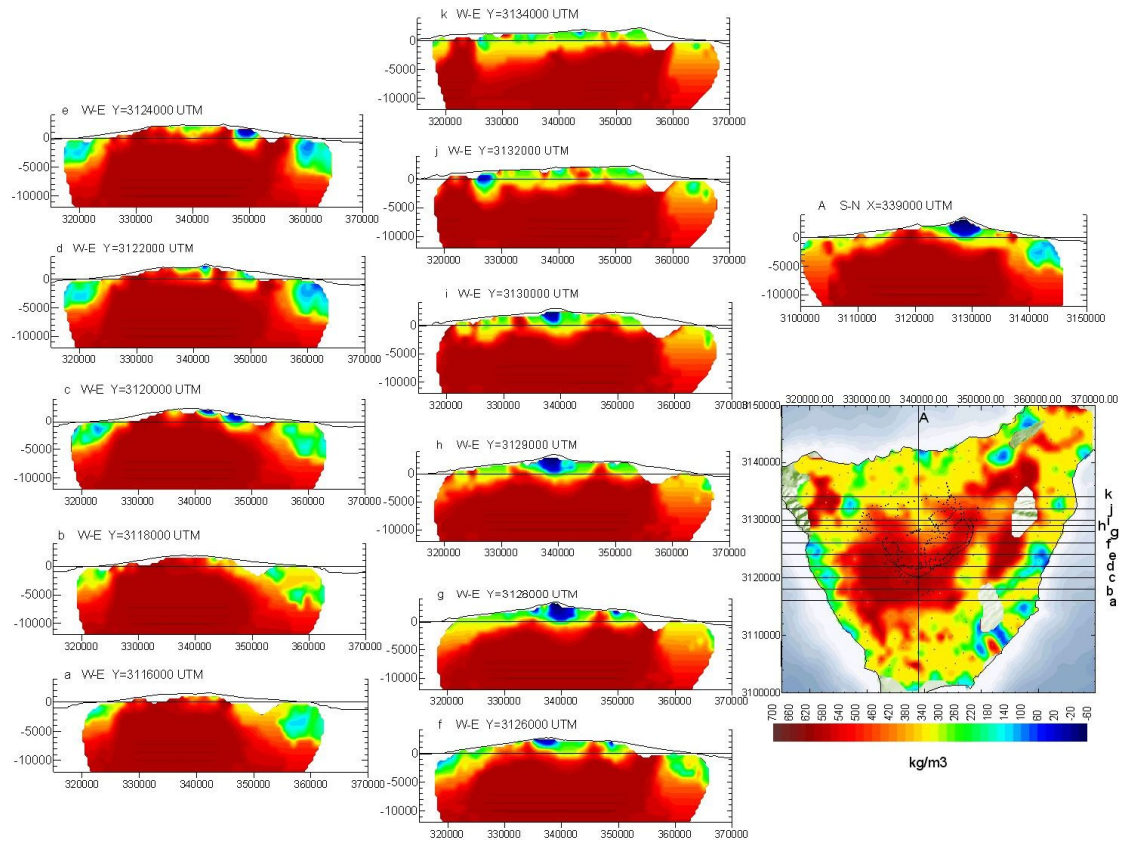 e W-E Y=3124000 UTM
0
-5000
-10000
320000 330000 340000 350000 360000 370000
d W-E Y=3122000 UTM
0
-5000
-10000
320000 330000 340000 350000 360000 370000
c W-E Y=3120000 UTM
0
-5000
-10000
320000 330000 340000 350000 360000 370000
b W-E Y=3118000 UTM
0
-5000
-10000
320000 330000 340000 350000 360000 370000
a W-E Y=3116000 UTM
0
-5000
-10000
320000 330000 340000 350000 360000 370000
k W-E Y=3134000 UTM
0
-5000
-10000
320000 330000 340000 350000 360000 370000
j W-E Y=3132000 UTM
0
-5000
-10000
320000 330000 340000 350000 360000 370000
i W-E Y=3130000 UTM
0
-5000
-10000
320000 330000 340000 350000 360000
h W-E Y=3129000 UTM
0
-5000
-10000
320000 330000 340000 350000 360000 370000
g W-E Y=3128000 UTM
0
-5000
-10000
320000 330000 340000 350000 360000 370000
f W-E Y=3126000 UTM
0
-5000
-10000
320000 330000 340000 350000 360000 370000
A S-N X=339000 UTM
0
-5000
-10000
3100000 3110000 3120000 3130000 3140000 3150000
320000.00 330000.00 340000.00 350000.00 360000.00 370000.00
A
3150000
3140000
3130000
3120000
3110000
3100000
k
j
i
h
g
f
e
d
c
b
a
700 660 620 580 540 500 460 420 380 340 300 260 220 180 140 100 60 20 -20 -60
kg/m3